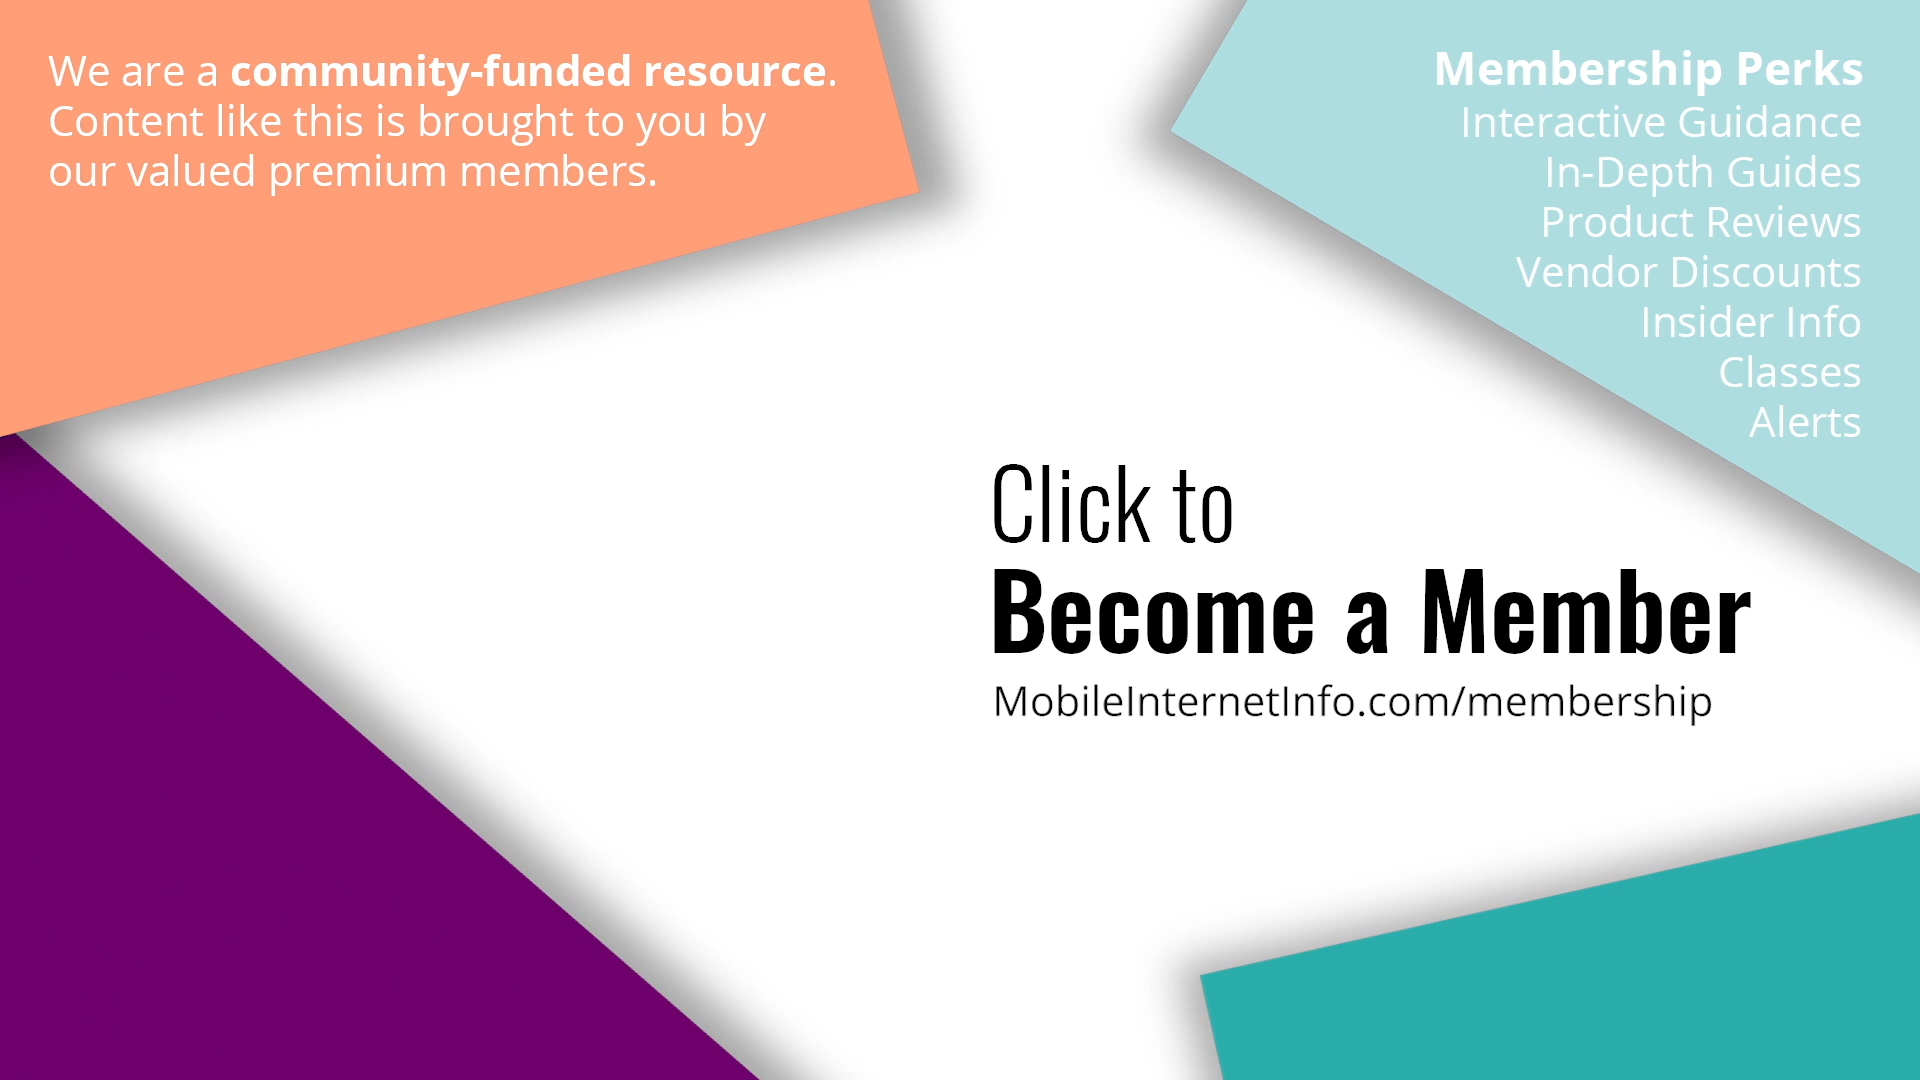 We are a community-funded resource.
Content like this is brought to you by
our valued premium members.
Membership Perks
Interactive Guidance
In-Depth Guides
Product Reviews
Vendor Discounts
Insider Info
Classes
Alerts
Click to
Become a Member
MobileInternetInfo.com/membership